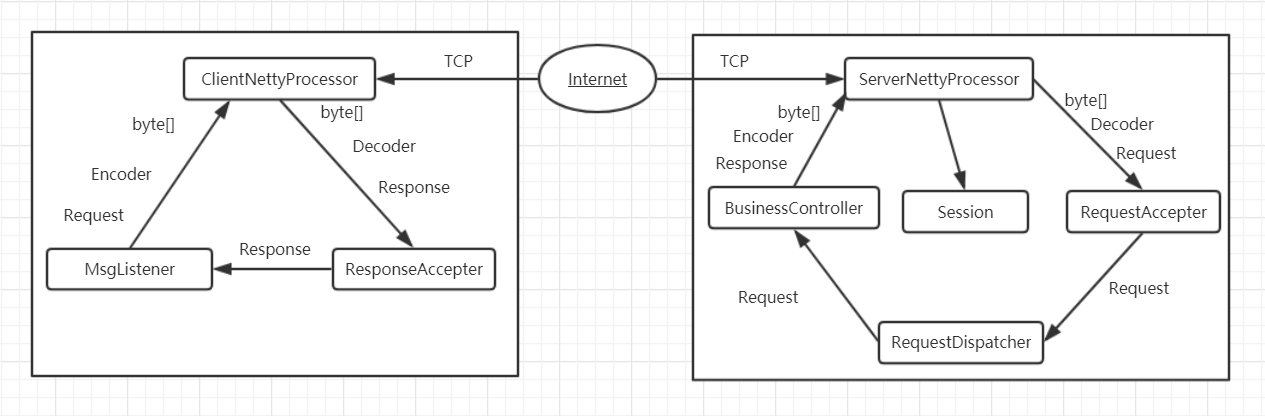 TCP
Internet
TCP
ClientNettyProcessor
ServerNettyProcessor
byte[]
byte[]
byte[]
byte[]
Encoder
Decoder
Encoder
Decoder
Request
Response
Response
Request
MsgListener
Response
ResponseAccepter
BusinessController
Session
RequestAccepter
Request
Request
RequestDispatcher